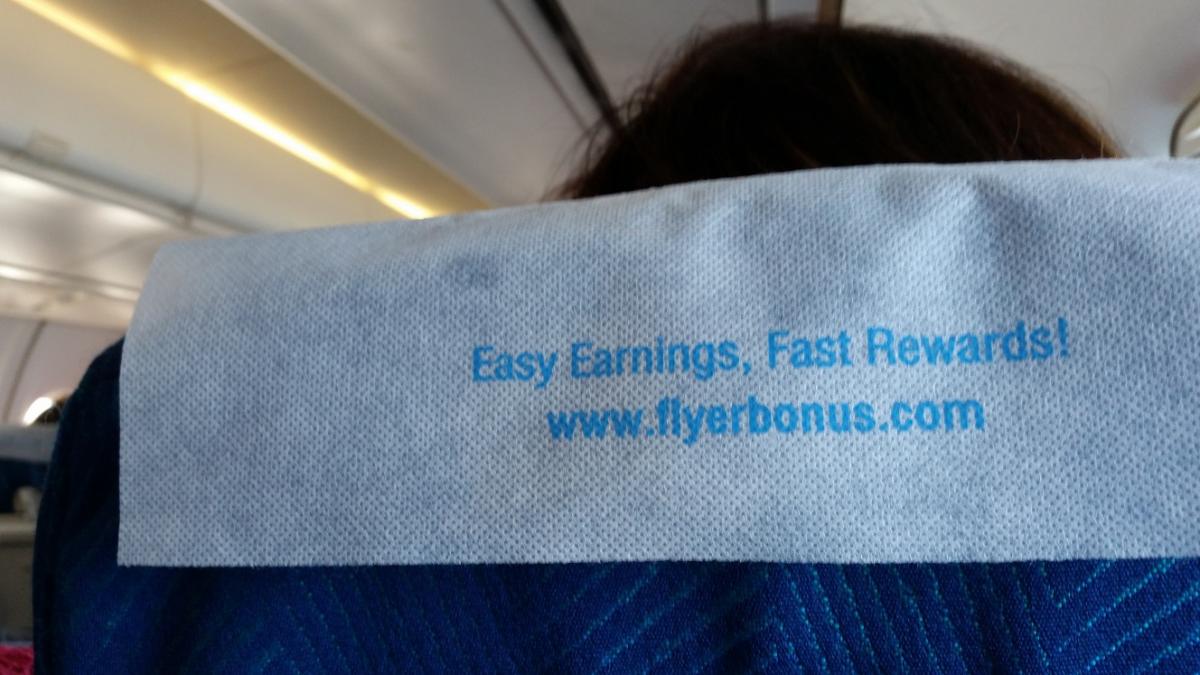 Easy Earnings, Fast Rewards!
www.flyerbonus.com